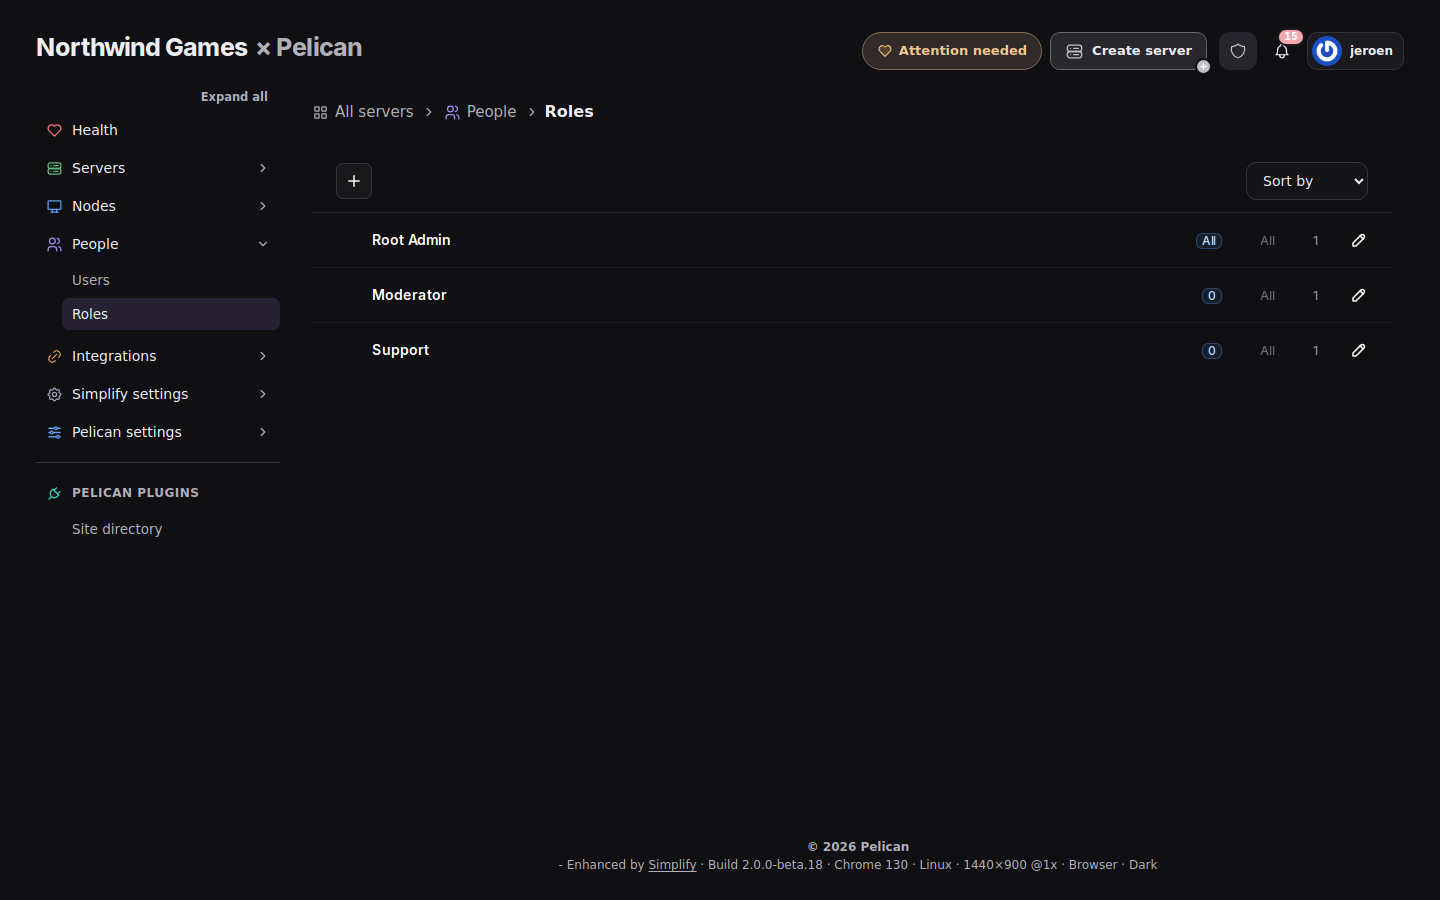 Northwind Games × Pelican
Attention needed
Create server
15
jeroen
Expand all
Health
Servers
Nodes
People
Users
Roles
Integrations
Simplify settings
Pelican settings
PELICAN PLUGINS
Site directory
All servers > People > Roles
Sort by
Root Admin All All 1
Moderator 0 All 1
Support 0 All 1
© 2026 Pelican
- Enhanced by Simplify · Build 2.0.0-beta.18 · Chrome 130 · Linux · 1440×900 @1x · Browser · Dark